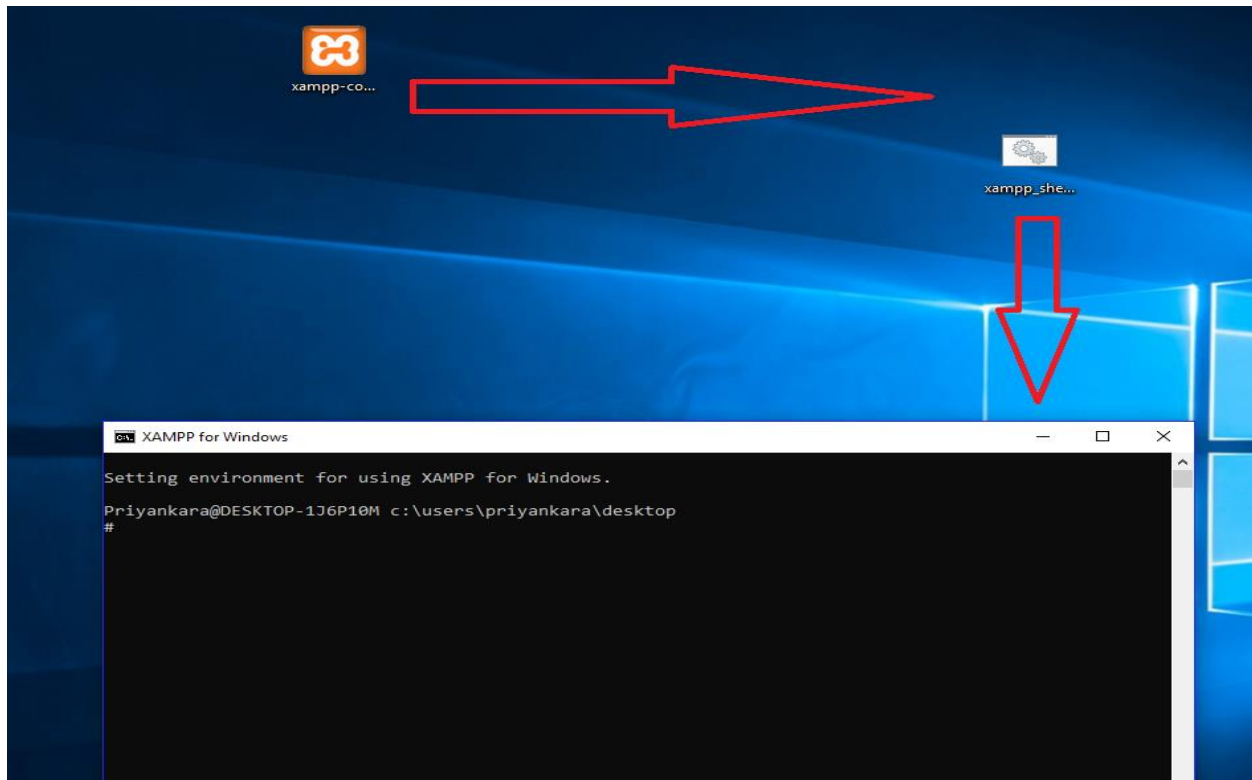 xampp-co...
xampp_she...
XAMPP for Windows
Setting environment for using XAMPP for Windows.
Priyankara@DESKTOP-1J6P10M c:\users\priyankara\desktop
#